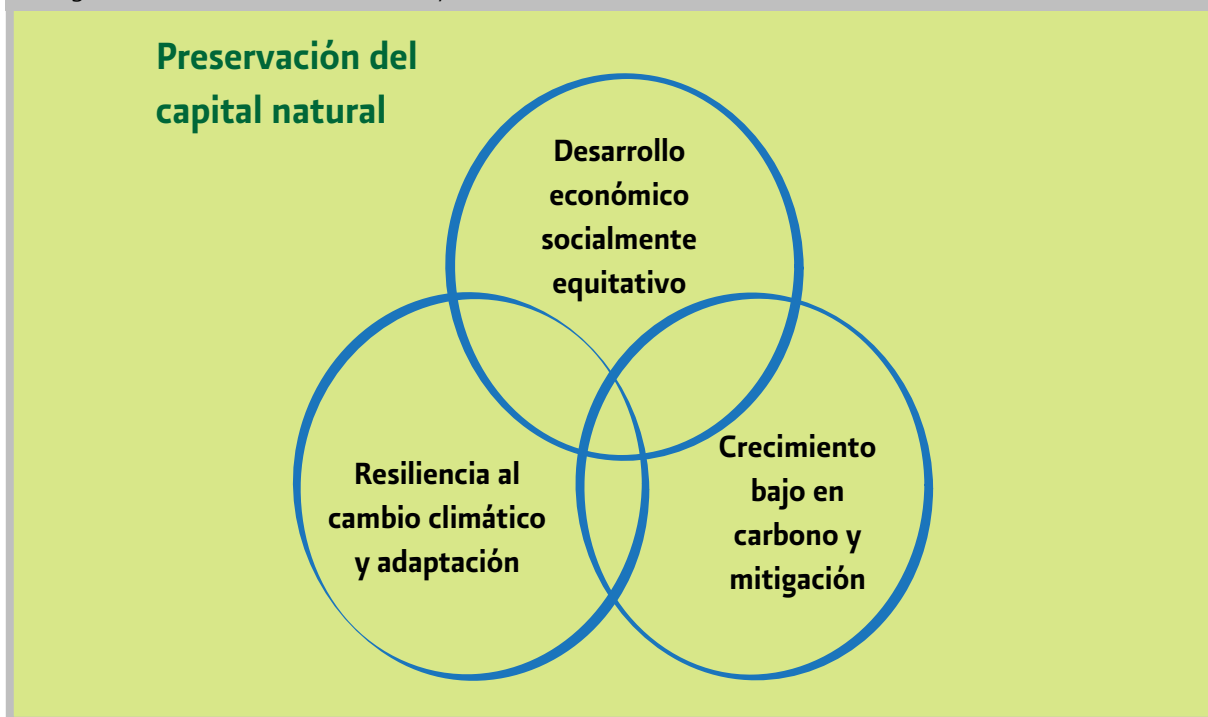 Preservación del
capital natural
Desarrollo
económico
socialmente
equitativo
Resiliencia al
cambio climático
y adaptación
Crecimiento
bajo en
carbono y
mitigación